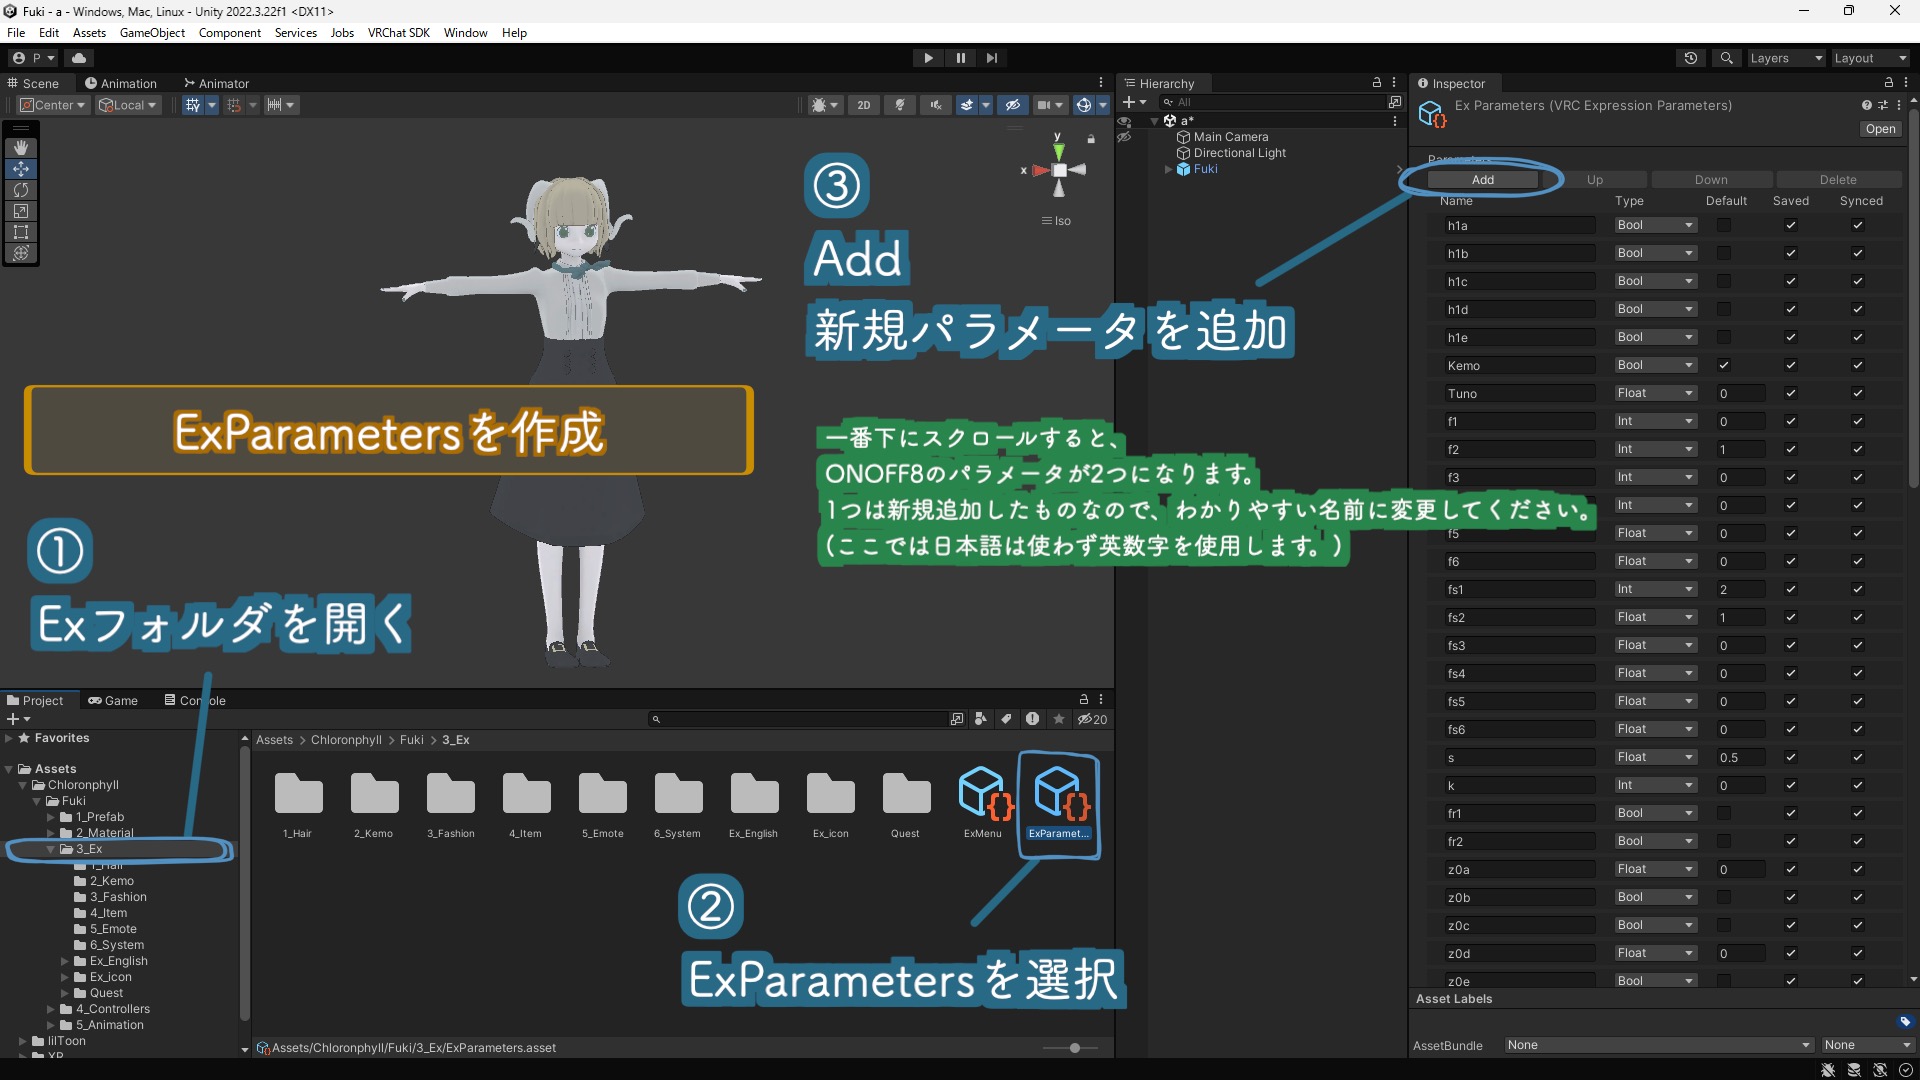 Fuki - a - Windows, Mac, Linux - Unity 2022.3.22f1 <DX11>
File Edit Assets GameObject Component Services Jobs VRChat SDK Window Help
P
Layers
Layout
Scene
Animation
Animator
Center
Local
2D
y
x
Iso
③
Add
新規パラメータを追加
ExParametersを作成
一番下にスクロールすると、
ONOFF8のパラメータが2つになります。
1つは新規追加したものなので、わかりやすい名前に変更してください。
(ここでは日本語は使わず英数字を使用します。)
①
Exフォルダを開く
Hierarchy
All
a*
Main Camera
Directional Light
Fuki
Inspector
Ex Parameters (VRC Expression Parameters)
Open
Parameters
Add Up Down Delete
Name Type Default Saved Synced
h1a Bool
h1b Bool
h1c Bool
h1d Bool
h1e Bool
Kemo Bool
Tuno Float 0
f1 Int 0
f2 Int 1
f3 Int 0
Int 0
f5 Float 0
f6 Float 0
fs1 Int 2
fs2 Float 1
fs3 Float 0
fs4 Float 0
fs5 Float 0
fs6 Float 0
s Float 0.5
k Int 0
fr1 Bool
fr2 Bool
z0a Float 0
z0b Bool
z0c Bool
z0d Float 0
z0e Bool
Asset Labels
AssetBundle None None
Project
Game
Console
20
Favorites
Assets
Chloronphyll
Fuki
1_Prefab
2_Material
3_Ex
1_Hair
2_Kemo
3_Fashion
4_Item
5_Emote
6_System
Ex_English
Ex_icon
Quest
4_Controllers
5_Animation
lilToon
XR
Assets > Chloronphyll > Fuki > 3_Ex
1_Hair 2_Kemo 3_Fashion 4_Item 5_Emote 6_System Ex_English Ex_icon Quest ExMenu ExParamet...
②
ExParametersを選択
Assets/Chloronphyll/Fuki/3_Ex/ExParameters.asset